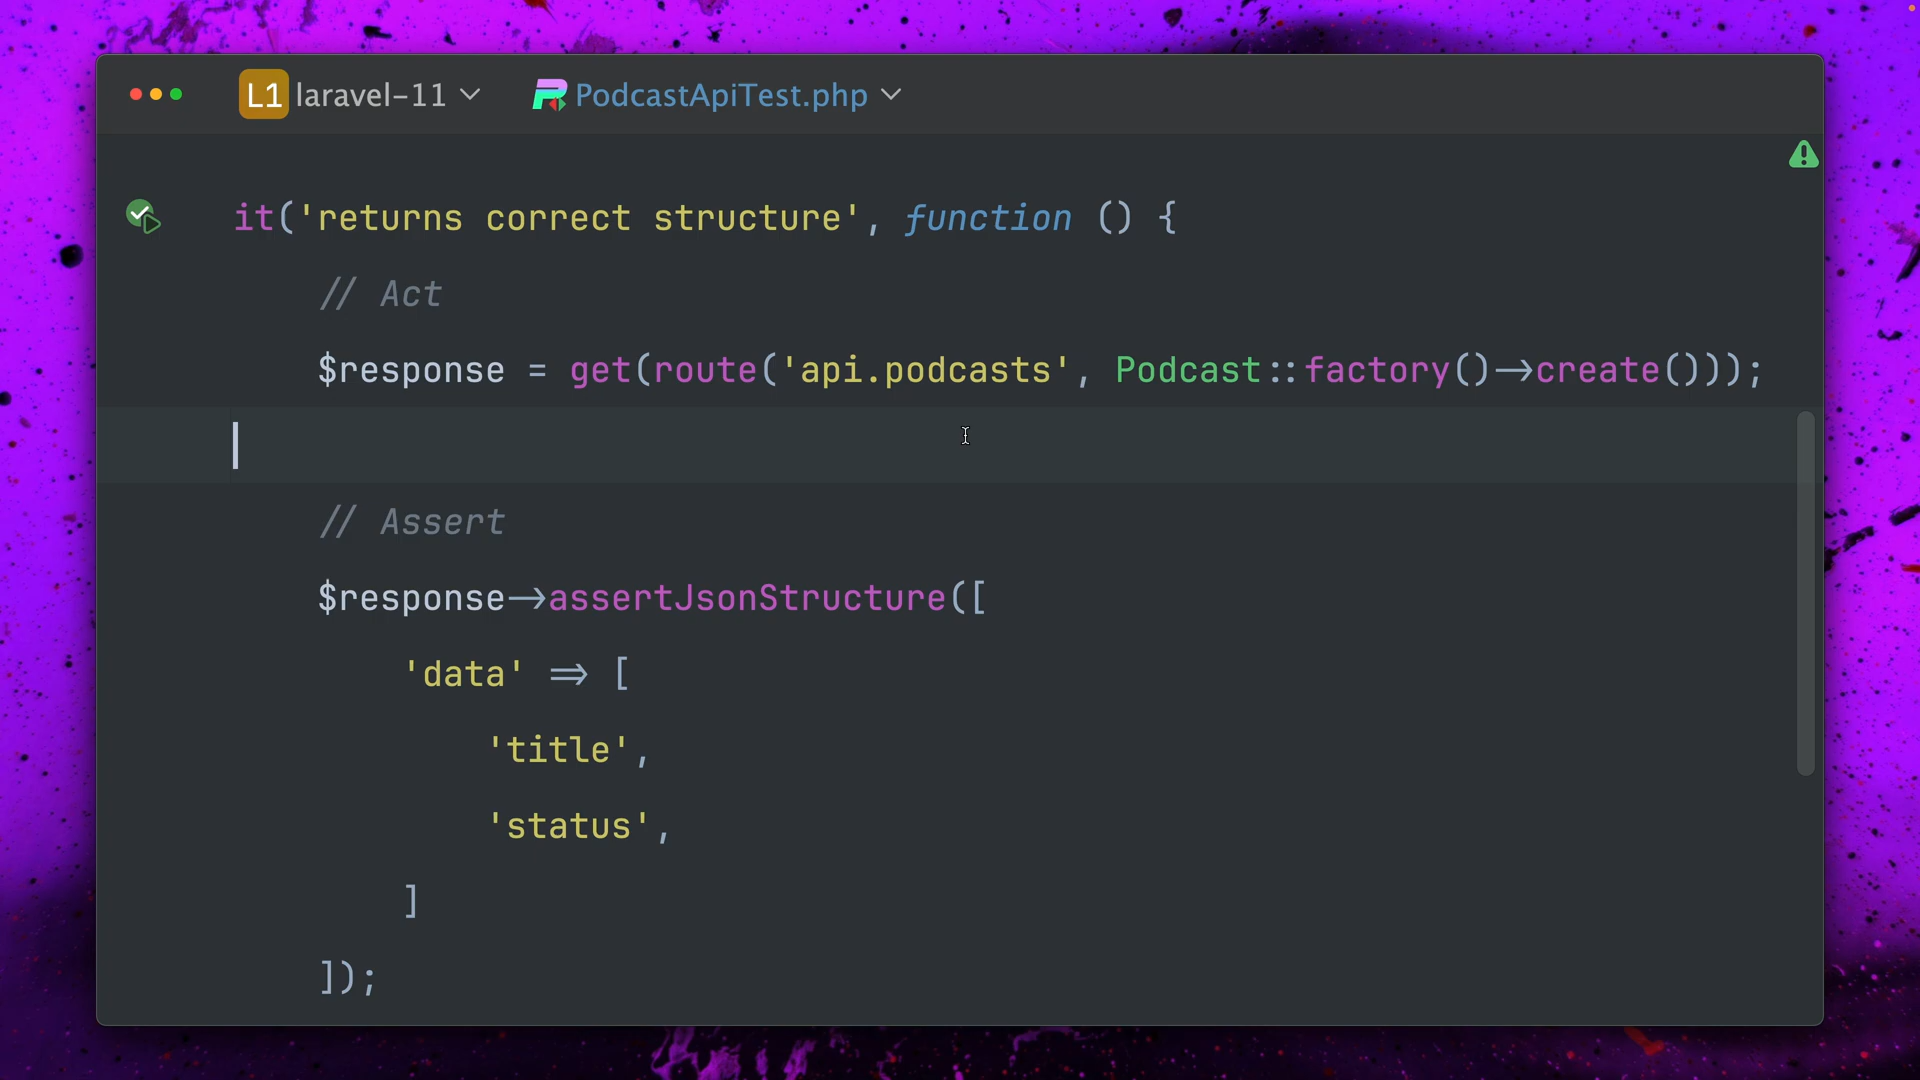 L1 laravel-11 PodcastApiTest.php
it('returns correct structure', function () {
// Act
$response = get(route('api.podcasts', Podcast::factory()->create()));
// Assert
$response->assertJsonStructure([
'data' => [
'title',
'status',
]
]);